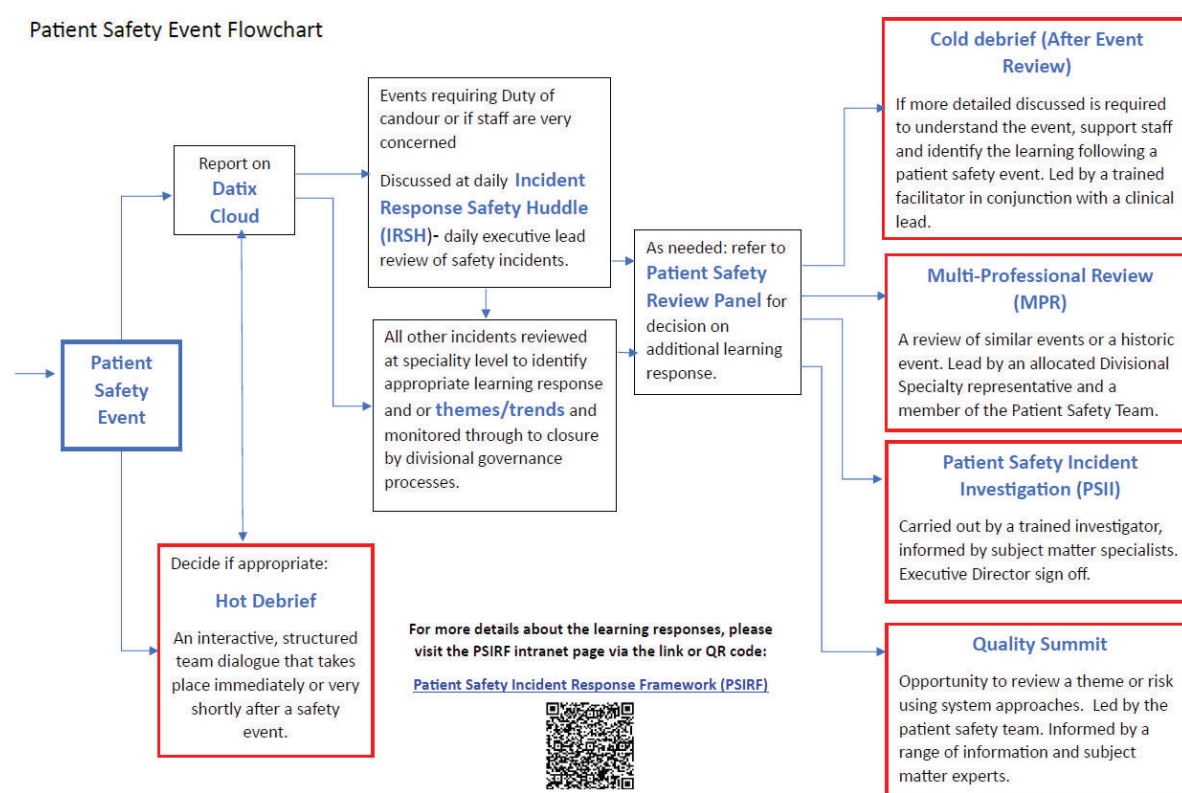 Patient Safety Event Flowchart
Patient
Safety
Event
Report on
Datix
Cloud
Decide if appropriate:
Hot Debrief
An interactive, structured
team dialogue that takes
place immediately or very
shortly after a safety
event.
Events requiring Duty of
candour or if staff are very
concerned
Discussed at daily Incident
Response Safety Huddle
(IRSH)- daily executive lead
review of safety incidents.
All other incidents reviewed
at speciality level to identify
appropriate learning response
and or themes/trends and
monitored through to closure
by divisional governance
processes.
As needed: refer to
Patient Safety
Review Panel for
decision on
additional learning
response.
Cold debrief (After Event
Review)
If more detailed discussed is required
to understand the event, support staff
and identify the learning following a
patient safety event. Led by a trained
facilitator in conjunction with a clinical
lead.
Multi-Professional Review
(MPR)
A review of similar events or a historic
event. Lead by an allocated Divisional
Specialty representative and a
member of the Patient Safety Team.
Patient Safety Incident
Investigation (PSII)
Carried out by a trained investigator,
informed by subject matter specialists.
Executive Director sign off.
Quality Summit
Opportunity to review a theme or risk
using system approaches. Led by the
patient safety team. Informed by a
range of information and subject
matter experts.
For more details about the learning responses, please
visit the PSIRF intranet page via the link or QR code:
Patient Safety Incident Response Framework (PSIRF)